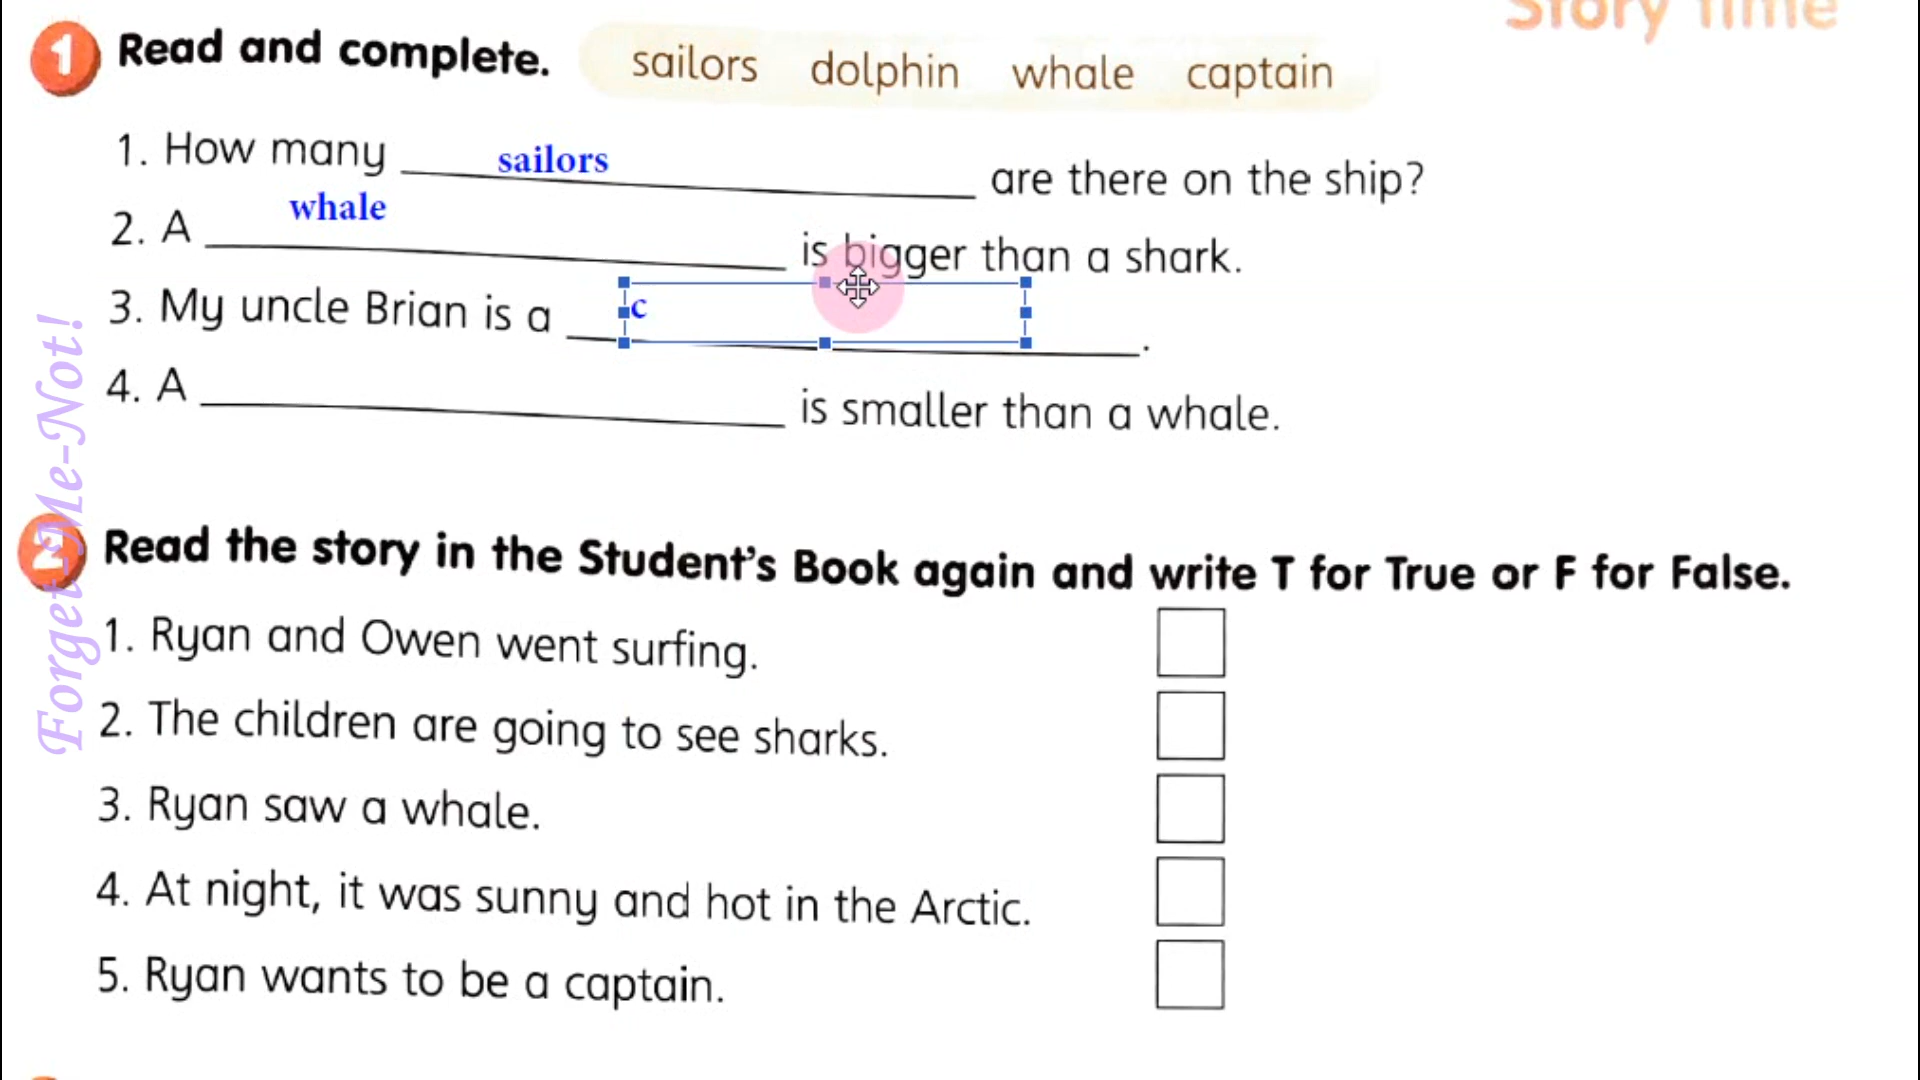 Story Time
1 Read and complete. sailors dolphin whale captain
1. How many sailors are there on the ship?
2. A whale is bigger than a shark.
3. My uncle Brian is a c .
4. A is smaller than a whale.
Forget-Me-Not!
2 Read the story in the Student's Book again and write T for True or F for False.
1. Ryan and Owen went surfing.
2. The children are going to see sharks.
3. Ryan saw a whale.
4. At night, it was sunny and hot in the Arctic.
5. Ryan wants to be a captain.